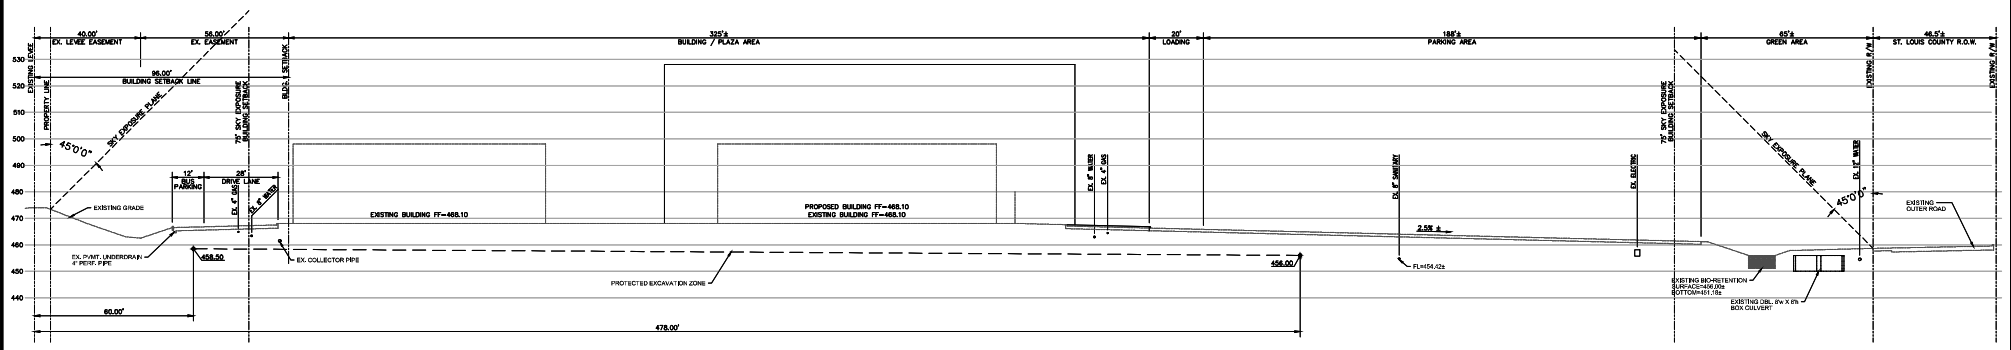 40.00'
EX. LEVEE EASEMENT
56.00'
EX. EASEMENT
325'±
BUILDING / PLAZA AREA
20'
LOADING
188'±
PARKING AREA
65'±
GREEN AREA
46.5'±
ST. LOUIS COUNTY R.O.W.
EXISTING LEVEE
PROPERTY LINE
96.00'
BUILDING SETBACK LINE
75' SKY EXPOSURE
BUILDING SETBACK
BLDG. SETBACK
75' SKY EXPOSURE
BUILDING SETBACK
EXISTING R/W
EXISTING R/W
530
520
510
500
490
480
470
460
450
440
SKY EXPOSURE PLANE
45°0'0"
SKY EXPOSURE PLANE
45°0'0"
12'
BUS
PARKING
28'
DRIVE LANE
EX. 4" GAS
EX. 8" WATER
EX. 8" WATER
EX. 4" GAS
EX. 8" SANITARY
EX. ELECTRIC
EX. 12" WATER
EXISTING GRADE
EXISTING BUILDING FF=468.10
PROPOSED BUILDING FF=468.10
EXISTING BUILDING FF=468.10
2.5% ±
EXISTING
OUTER ROAD
EX. PVMT. UNDERDRAIN
4" PERF. PIPE
458.50
EX. COLLECTOR PIPE
PROTECTED EXCAVATION ZONE
456.00
FL=454.42±
EXISTING BIO-RETENTION
SURFACE=456.00±
BOTTOM=451.18±
EXISTING DBL. 8'w X 6'h
BOX CULVERT
60.00'
478.00'